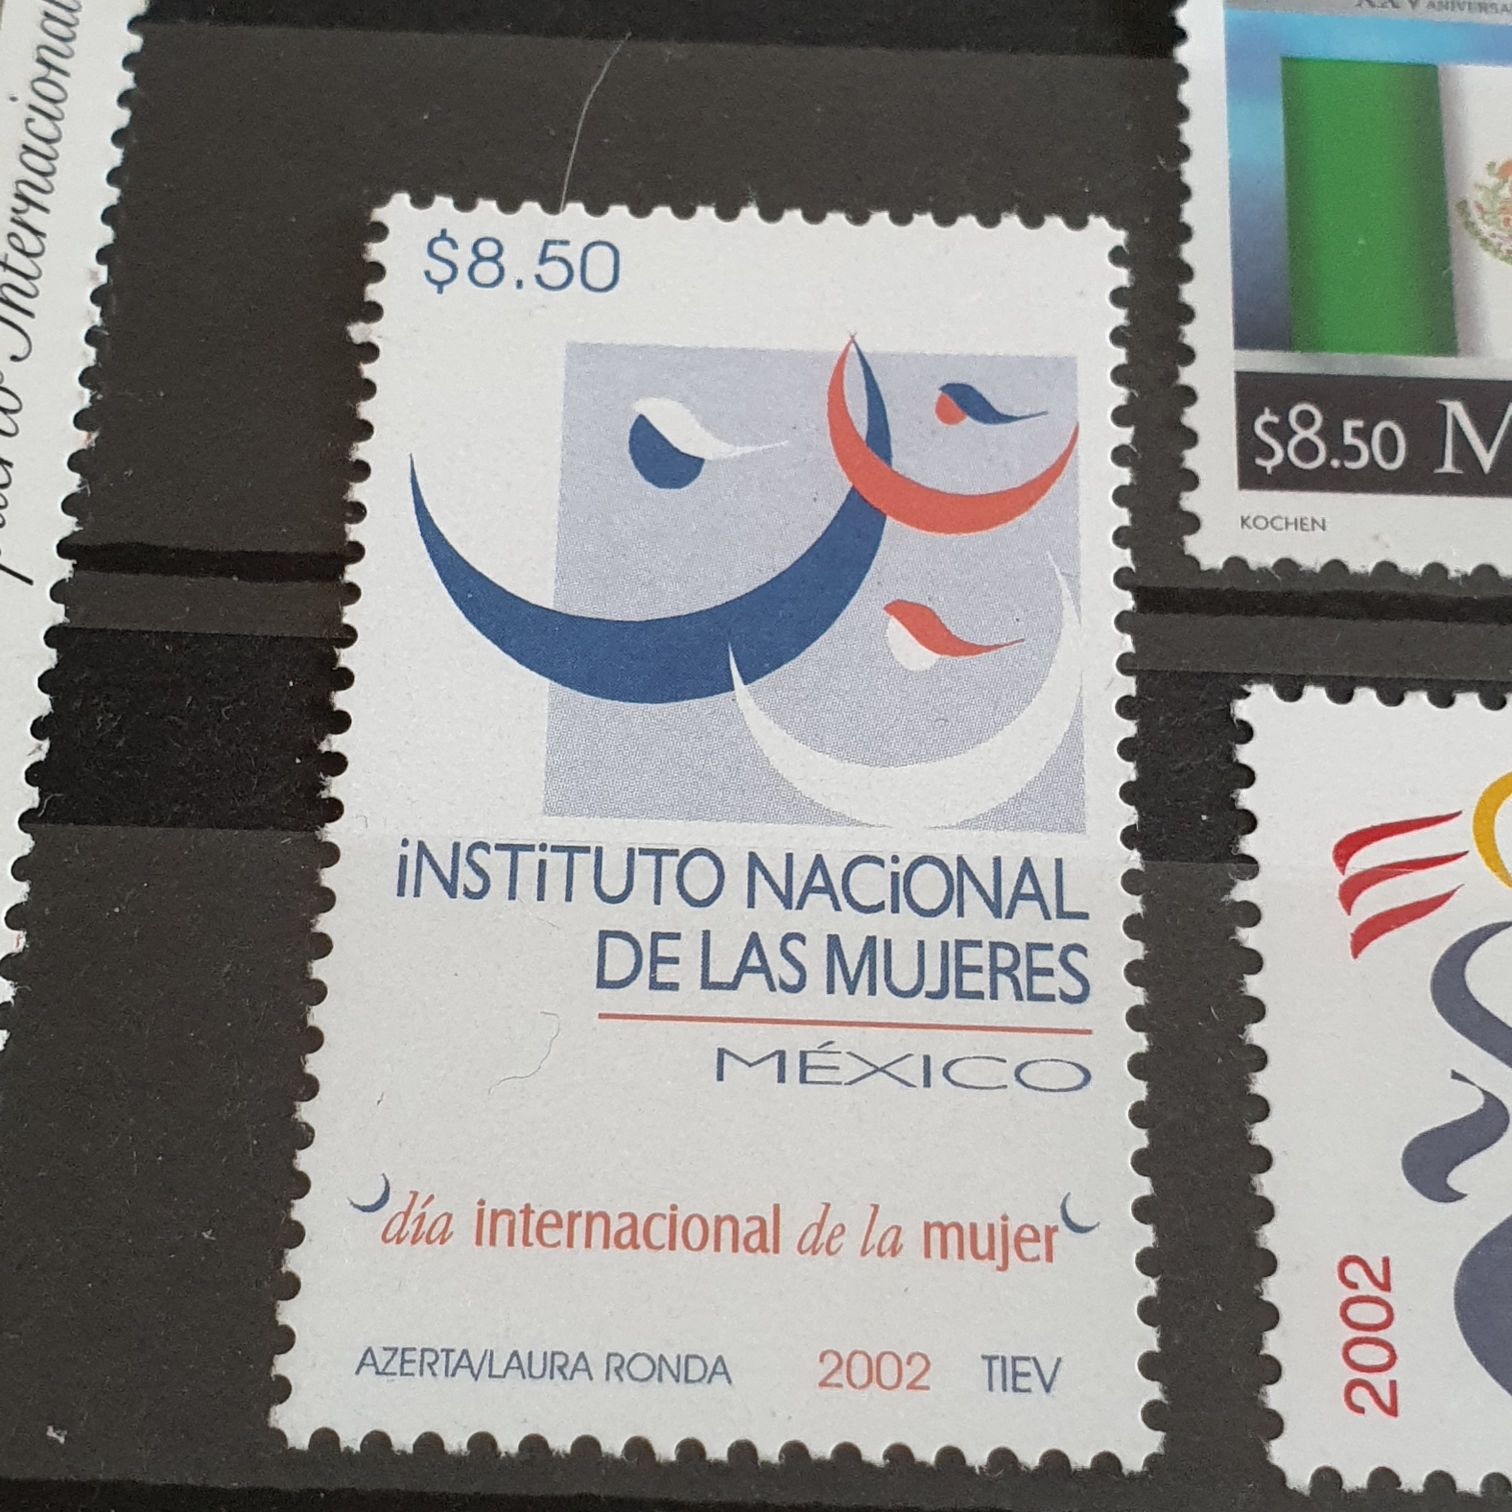 Internacional
$8.50
iNSTiTUTO NACiONAL
DE LAS MUJERES
MÉXICO
día internacional de la mujer
AZERTA/LAURA RONDA 2002 TIEV
$8.50
KOCHEN
2002